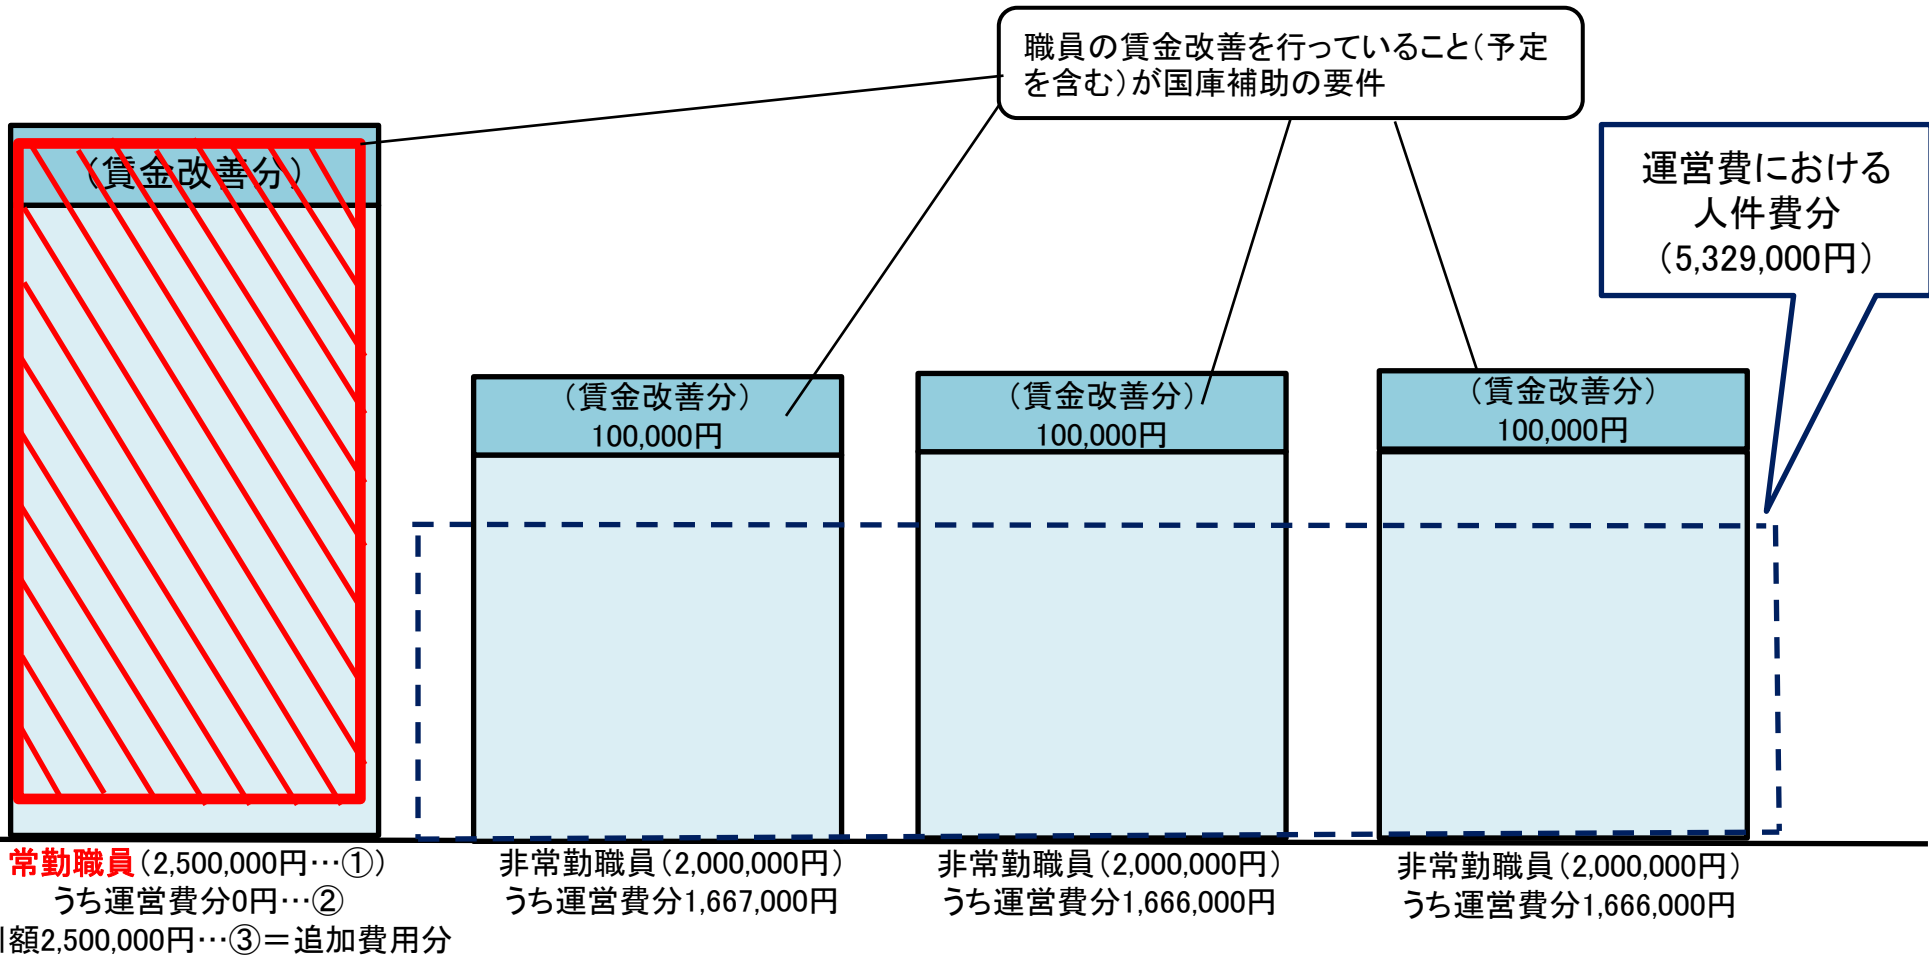 職員の賃金改善を行っていること（予定
を含む）が国庫補助の要件
運営費における
人件費分
（5,329,000円）
（賃金改善分）
（賃金改善分）
100,000円
（賃金改善分）
100,000円
（賃金改善分）
100,000円
常勤職員（2,500,000円…①）
うち運営費分0円…②
額2,500,000円…③＝追加費用分
非常勤職員（2,000,000円）
うち運営費分1,667,000円
非常勤職員（2,000,000円）
うち運営費分1,666,000円
非常勤職員（2,000,000円）
うち運営費分1,666,000円